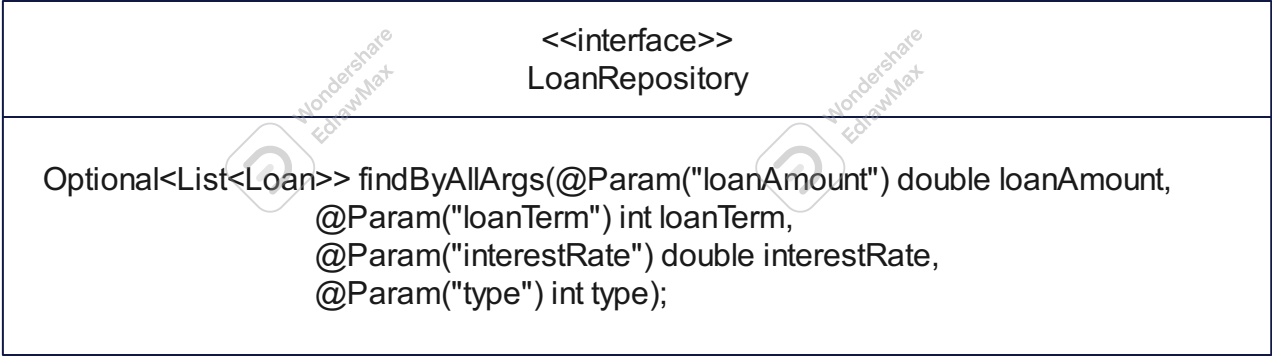 <<interface>>
LoanRepository
Optional<List<Loan>> findByAllArgs(@Param("loanAmount") double loanAmount,
@Param("loanTerm") int loanTerm,
@Param("interestRate") double interestRate,
@Param("type") int type);
Wondershare
EdrawMax
Wondershare
EdrawMax